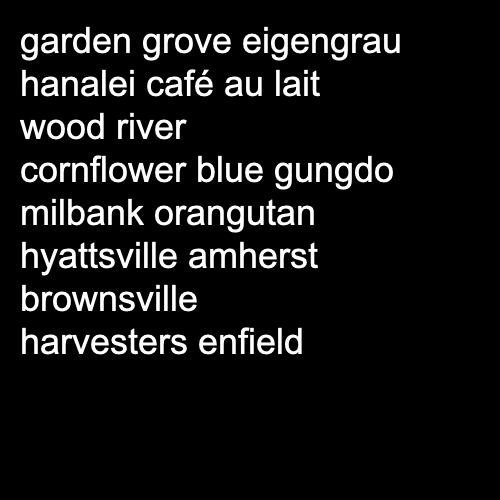 garden grove eigengrau
hanalei café au lait
wood river
cornflower blue gungdo
milbank orangutan
hyattsville amherst
brownsville
harvesters enfield